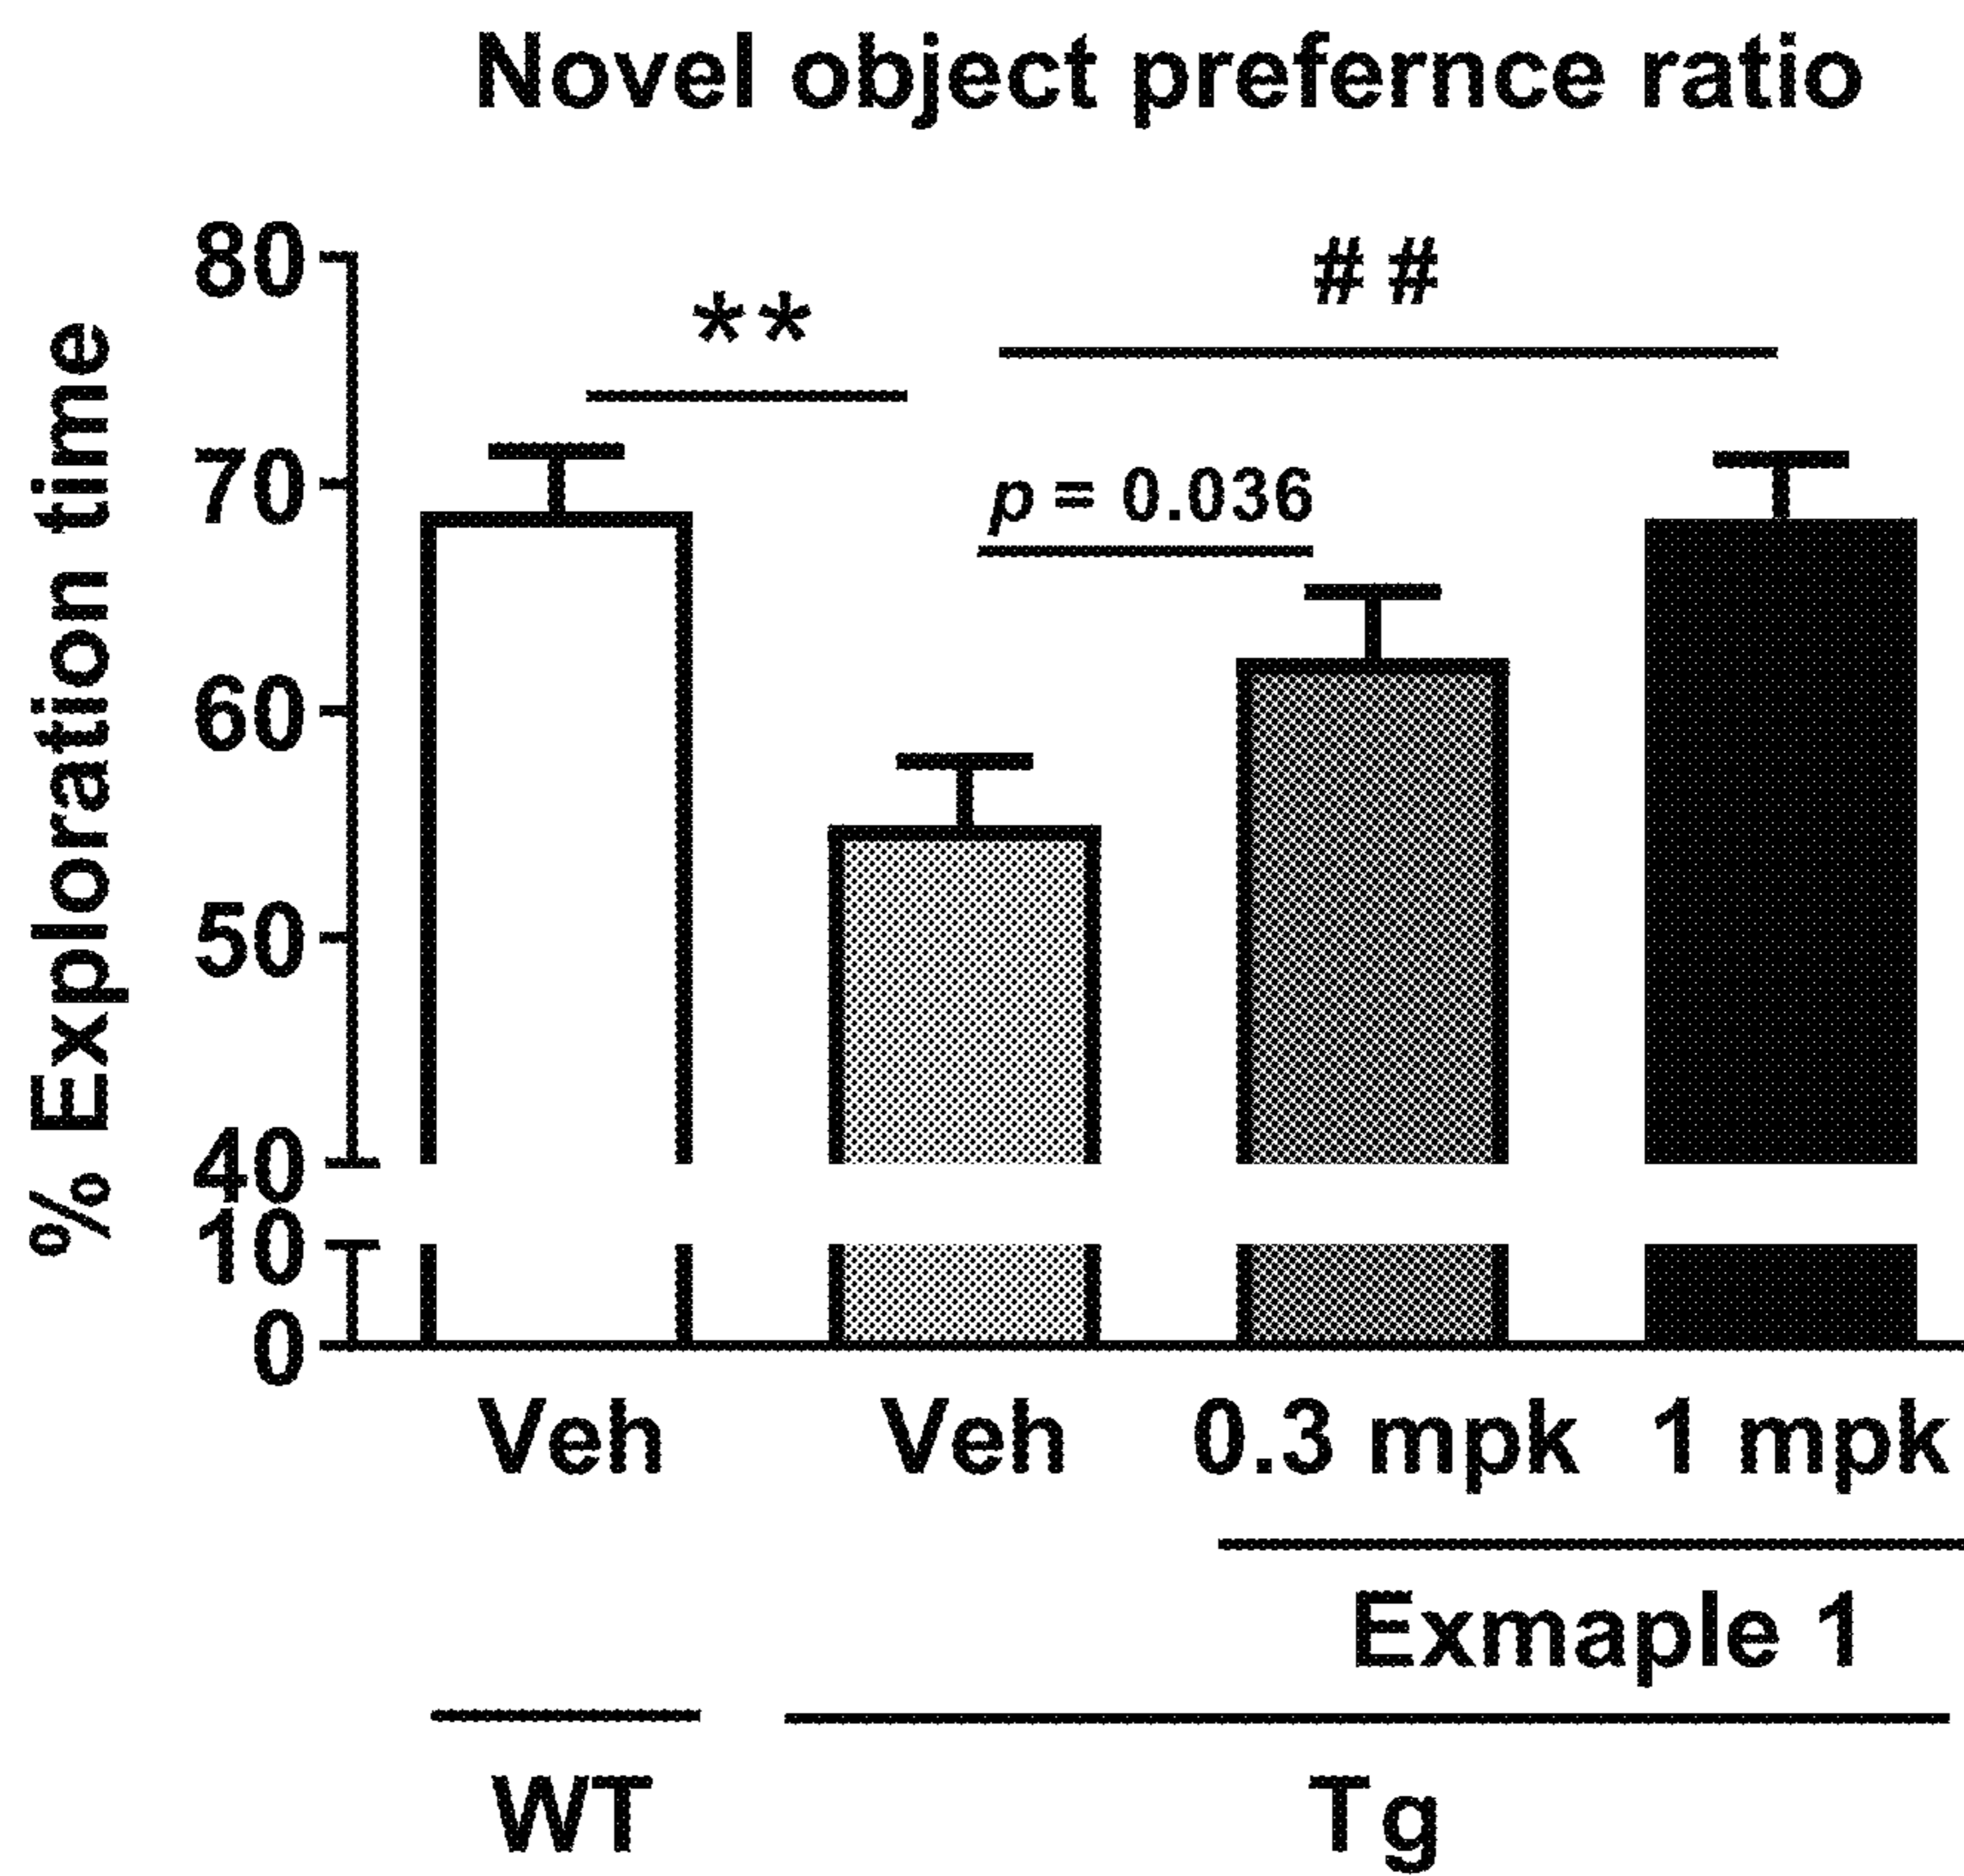 Novel object prefernce ratio
% Exploration time
80
70
60
50
40
10
0
**
##
p = 0.036
Veh Veh 0.3 mpk 1 mpk
Exmaple 1
WT Tg